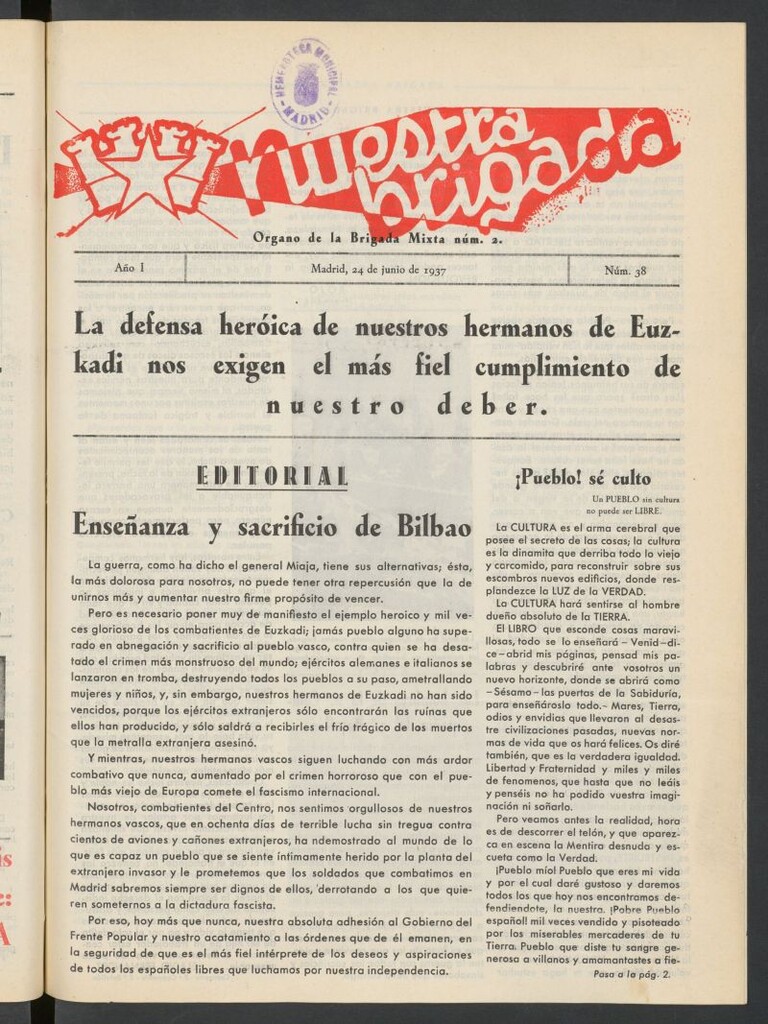 HEMEROTECA MUNICIPAL
MADRID
nuestra
brigada
Organo de la Brigada Mixta núm. 2.
Año I
Madrid, 24 de junio de 1937
Núm. 38
La defensa heróica de nuestros hermanos de Euz-
kadi nos exigen el más fiel cumplimiento de
nuestro deber.
EDITORIAL
Enseñanza y sacrificio de Bilbao
La guerra, como ha dicho el general Miaja, tiene sus alternativas; ésta,
la más dolorosa para nosotros, no puede tener otra repercusión que la de
unirnos más y aumentar nuestro firme propósito de vencer.
Pero es necesario poner muy de manifiesto el ejemplo heroico y mil ve-
ces glorioso de los combatientes de Euzkadi; jamás pueblo alguno ha supe-
rado en abnegación y sacrificio al pueblo vasco, contra quien se ha desa-
tado el crimen más monstruoso del mundo; ejércitos alemanes e italianos se
lanzaron en tromba, destruyendo todos los pueblos a su paso, ametrallando
mujeres y niños, y, sin embargo, nuestros hermanos de Euzkadi no han sido
vencidos, porque los ejércitos extranjeros sólo encontrarán las ruinas que
ellos han producido, y sólo saldrá a recibirles el frío trágico de los muertos
que la metralla extranjera asesinó.
Y mientras, nuestros hermanos vascos siguen luchando con más ardor
combativo que nunca, aumentado por el crimen horroroso que con el pue-
blo más viejo de Europa comete el fascismo internacional.
Nosotros, combatientes del Centro, nos sentimos orgullosos de nuestros
hermanos vascos, que en ochenta días de terrible lucha sin tregua contra
cientos de aviones y cañones extranjeros, ha ndemostrado al mundo de lo
que es capaz un pueblo que se siente íntimamente herido por la planta del
extranjero invasor y le prometemos que los soldados que combatimos en
Madrid sabremos siempre ser dignos de ellos, derrotando a los que quie-
ren someternos a la dictadura fascista.
Por eso, hoy más que nunca, nuestra absoluta adhesión al Gobierno del
Frente Popular y nuestro acatamiento a las órdenes que de él emanen, en
la seguridad de que es el más fiel intérprete de los deseos y aspiraciones
de todos los españoles libres que luchamos por nuestra independencia.
¡Pueblo! sé culto
Un PUEBLO sin cultura
no puede ser LIBRE.
La CULTURA es el arma cerebral que
posee el secreto de las cosas; la cultura
es la dinamita que derriba todo lo viejo
y carcomido, para reconstruir sobre sus
escombros nuevos edificios, donde res-
plandezce la LUZ de la VERDAD.
La CULTURA hará sentirse al hombre
dueño absoluto de la TIERRA.
El LIBRO que esconde cosas maravi-
llosas, todo se lo enseñará – Venid – di-
ce – abrid mis páginas, pensad mis pa-
labras y descubriré ante vosotros un
nuevo horizonte, donde se abrirá como
– Sésamo – las puertas de la Sabiduría,
para enseñároslo todo.- Mares, Tierra,
odios y envidias que llevaron al desas-
tre civilizaciones pasadas, nuevas nor-
mas de vida que os hará felices. Os diré
también, que es la verdadera igualdad.
Libertad y Fraternidad y miles y miles
de fenomenos, que hasta que no leáis
y penséis no ha podido vuestra imagi-
nación ni soñarlo.
Pero veamos antes la realidad, hora
es de descorrer el telón, y que aparez-
ca en escena la Mentira desnuda y es-
cueta como la Verdad.
¡Pueblo mío! Pueblo que eres mi vida
y por el cual daré gustoso y daremos
todos los que hoy nos encontramos de-
fendiendote, la nuestra. ¡Pobre Pueblo
español! mil veces vendido y pisoteado
por los miserables mercaderes de tu
Tierra. Pueblo que diste tu sangre ge-
nerosa a villanos y amamantastes a fie-
Pasa a la pág. 2.